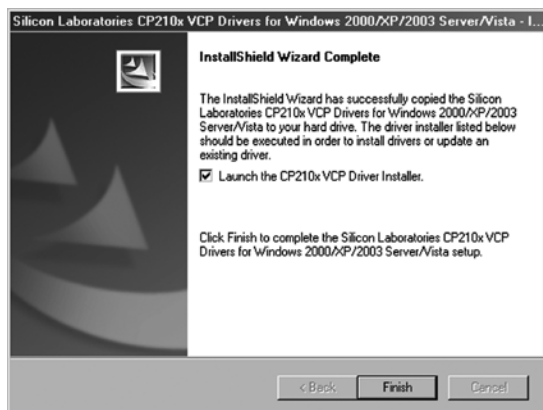 Silicon Laboratories CP210x VCP Drivers for Windows 2000/XP/2003 Server/Vista - I...
InstallShield Wizard Complete
The InstallShield Wizard has successfully copied the Silicon
Laboratories CP210x VCP Drivers for Windows 2000/XP/2003
Server/Vista to your hard drive. The driver installer listed below
should be executed in order to install drivers or update an
existing driver.
Launch the CP210x VCP Driver Installer.
Click Finish to complete the Silicon Laboratories CP210x VCP
Drivers for Windows 2000/XP/2003 Server/Vista setup.
< Back Finish Cancel